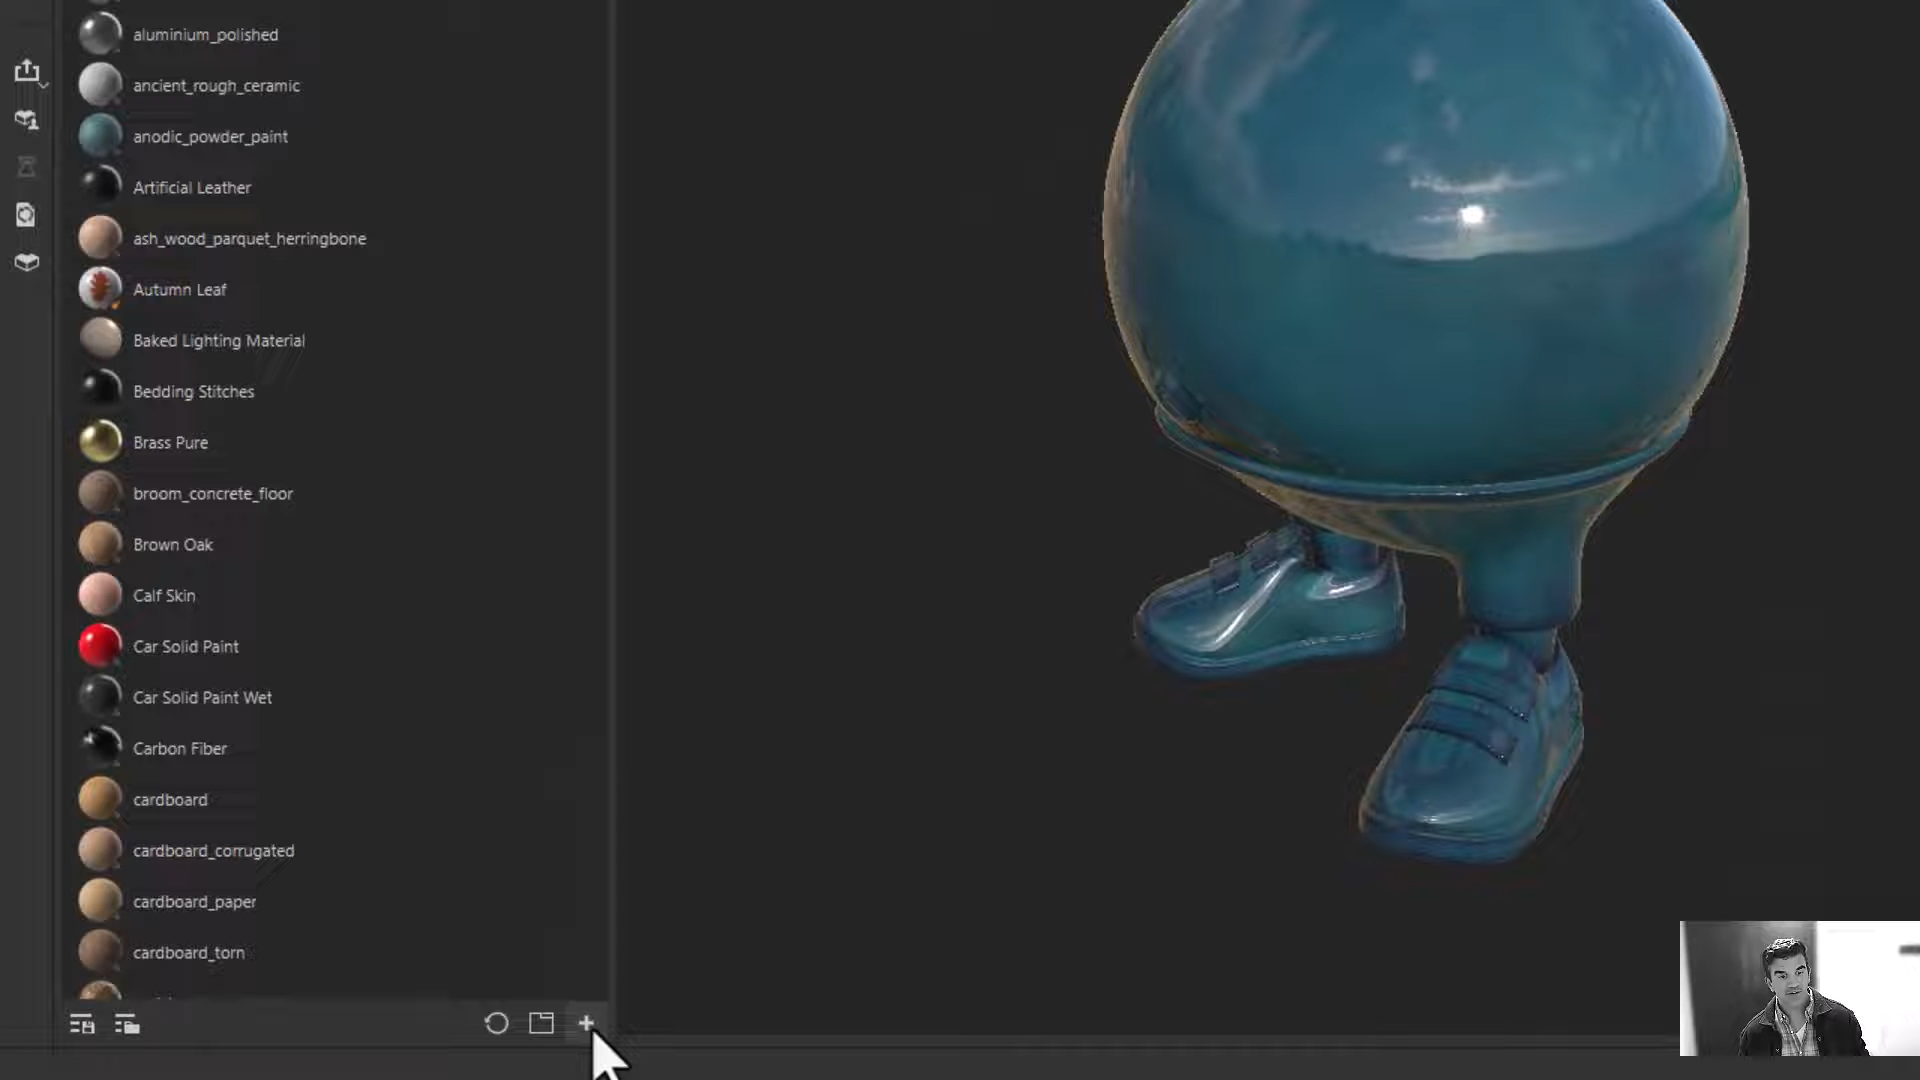 aluminium_polished
ancient_rough_ceramic
anodic_powder_paint
Artificial Leather
ash_wood_parquet_herringbone
Autumn Leaf
Baked Lighting Material
Bedding Stitches
Brass Pure
broom_concrete_floor
Brown Oak
Calf Skin
Car Solid Paint
Car Solid Paint Wet
Carbon Fiber
cardboard
cardboard_corrugated
cardboard_paper
cardboard_torn